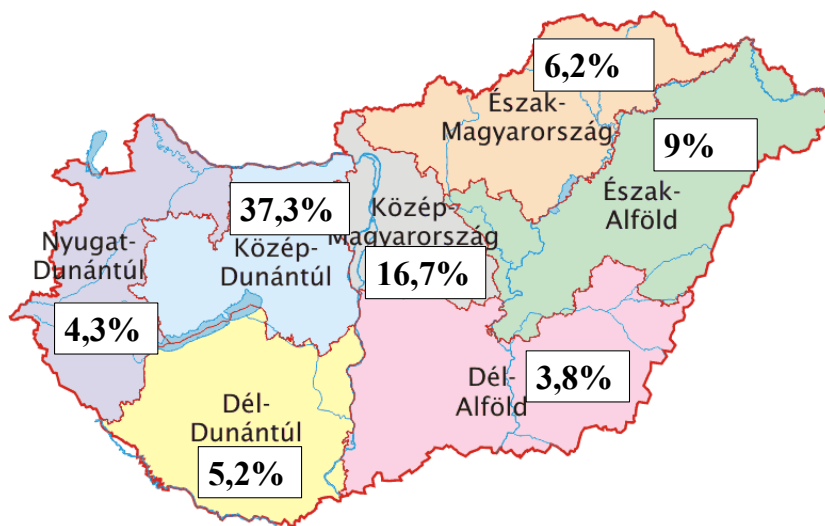 6,2%
Észak-
Magyarország
9%
Észak-
Alföld
37,3%
Közép-
Dunántúl
Közép-
Magyarország
16,7%
Nyugat-
Dunántúl
4,3%
Dél-
Alföld
3,8%
Dél-
Dunántúl
5,2%